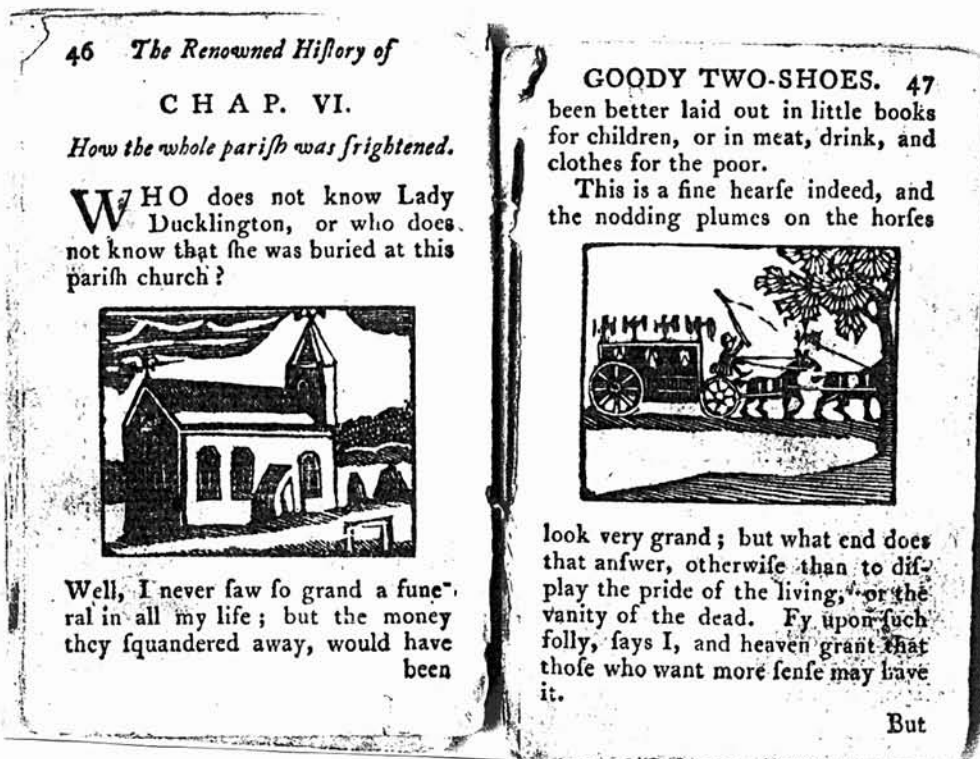 46 The Renowned Hiſtory of
CHAP. VI.
How the whole pariſh was frightened.
WHO does not know Lady
Ducklington, or who does
not know that ſhe was buried at this
pariſh church?
Well, I never ſaw ſo grand a fune-
ral in all my life; but the money
they ſquandered away, would have
been
GOODY TWO-SHOES. 47
been better laid out in little books
for children, or in meat, drink, and
clothes for the poor.
This is a fine hearſe indeed, and
the nodding plumes on the horſes
look very grand; but what end does
that anſwer, otherwiſe than to diſ-
play the pride of the living, or the
vanity of the dead. Fy upon ſuch
folly, ſays I, and heaven grant that
thoſe who want more ſenſe may have
it.
But